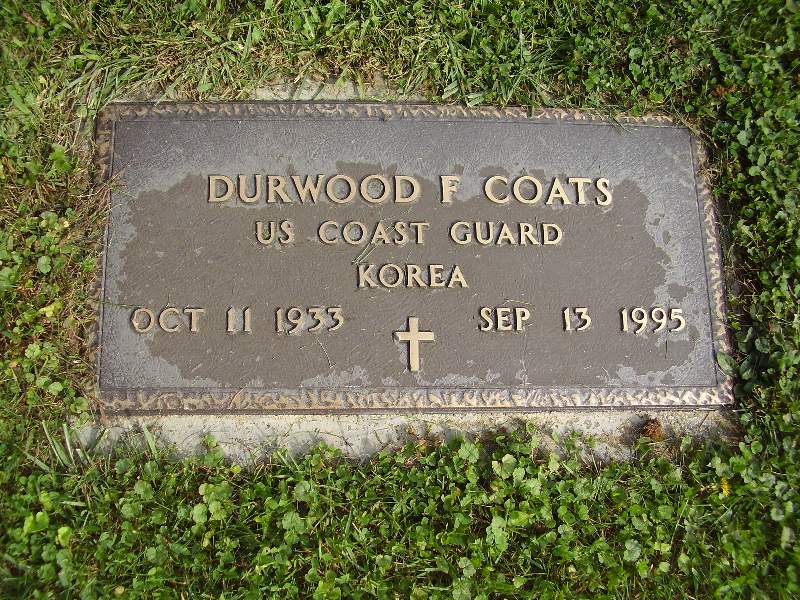 DURWOOD F COATS
US COAST GUARD
KOREA
OCT 11 1933 SEP 13 1995